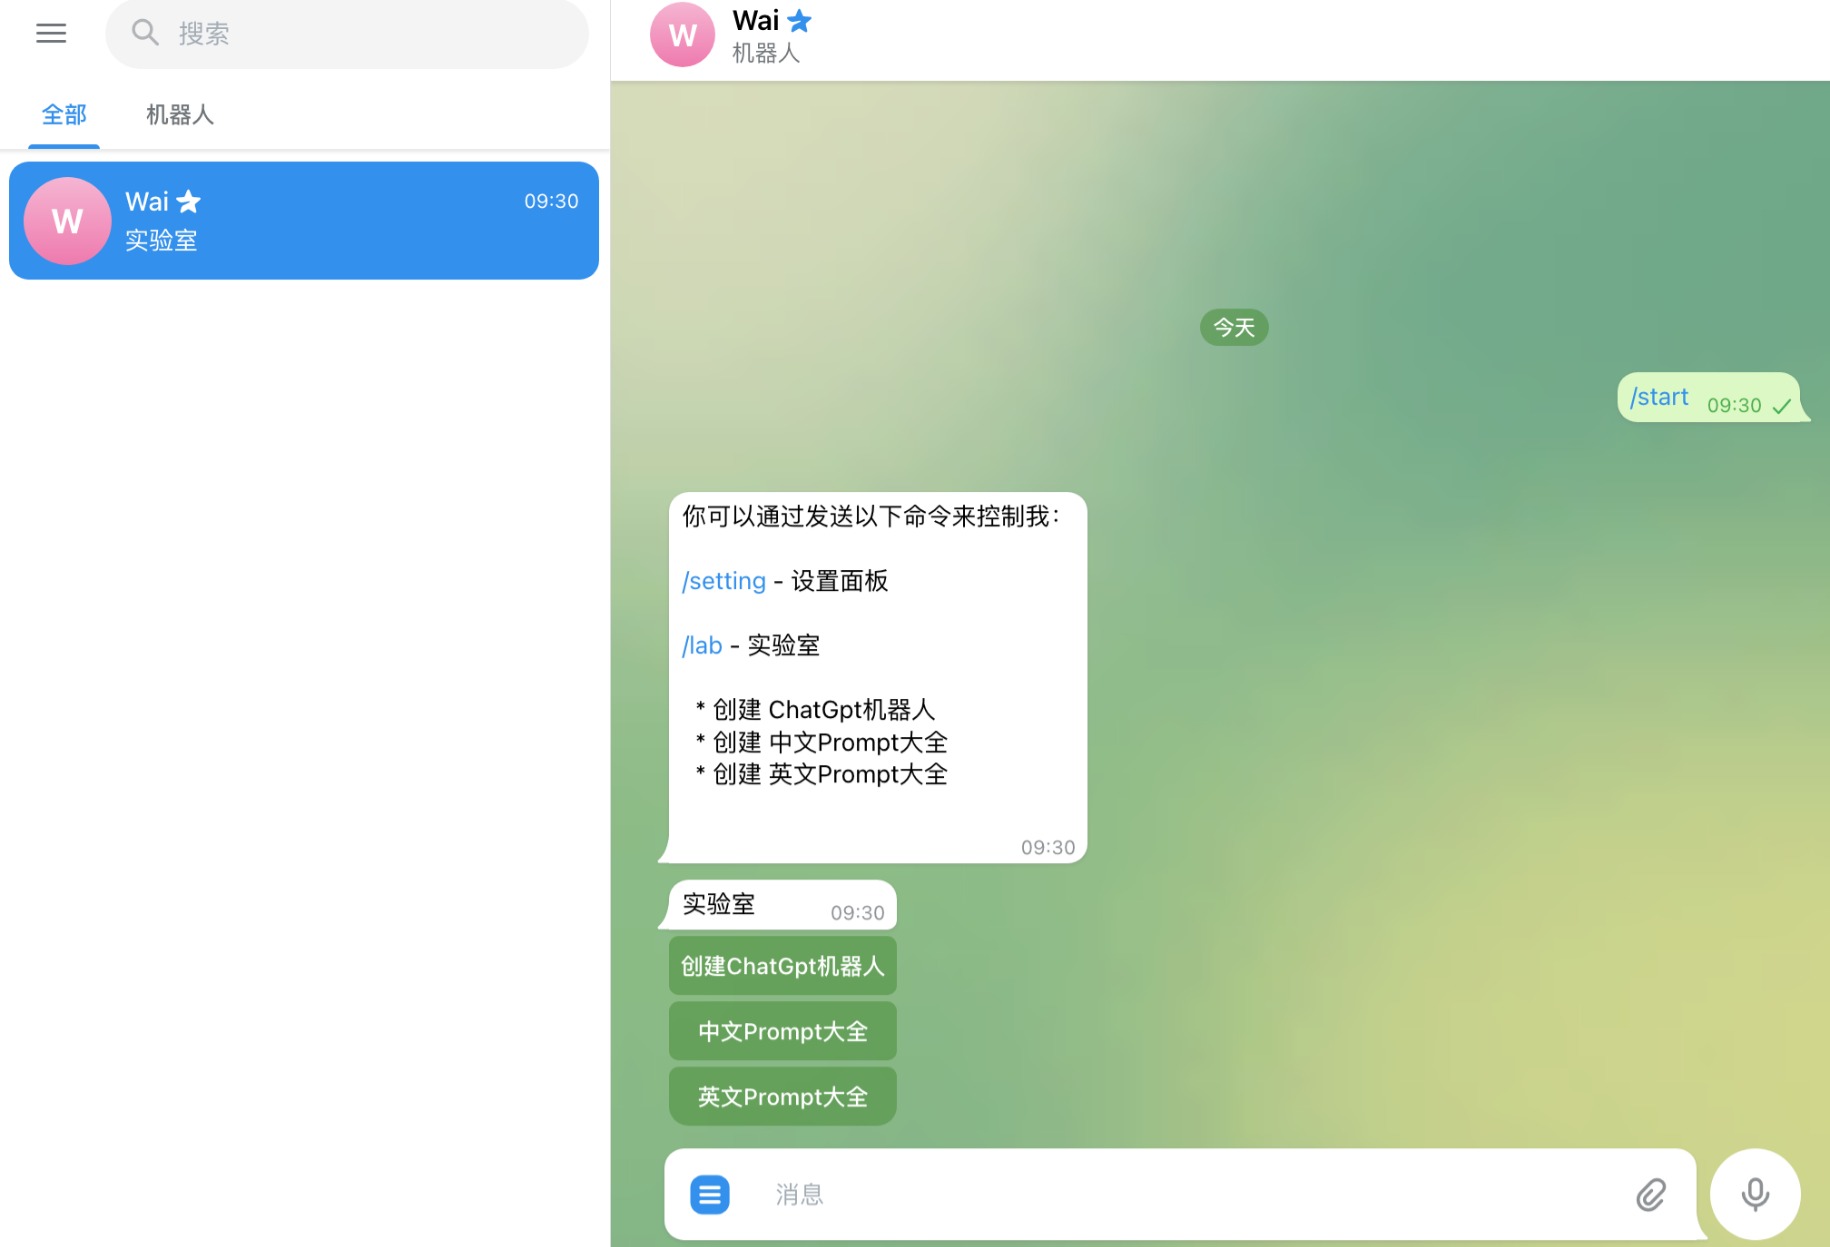 搜索
全部
机器人
W
Wai
09:30
实验室
W
Wai
机器人
今天
/start 09:30
你可以通过发送以下命令来控制我:
/setting - 设置面板
/lab - 实验室
* 创建 ChatGpt机器人
* 创建 中文Prompt大全
* 创建 英文Prompt大全
09:30
实验室 09:30
创建ChatGpt机器人
中文Prompt大全
英文Prompt大全
消息